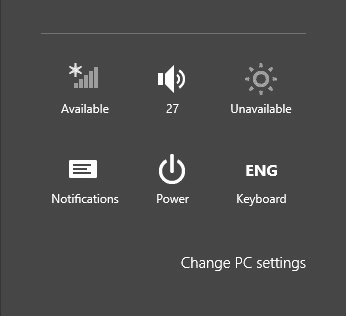 Available
27
Unavailable
Notifications
Power
ENG
Keyboard
Change PC settings